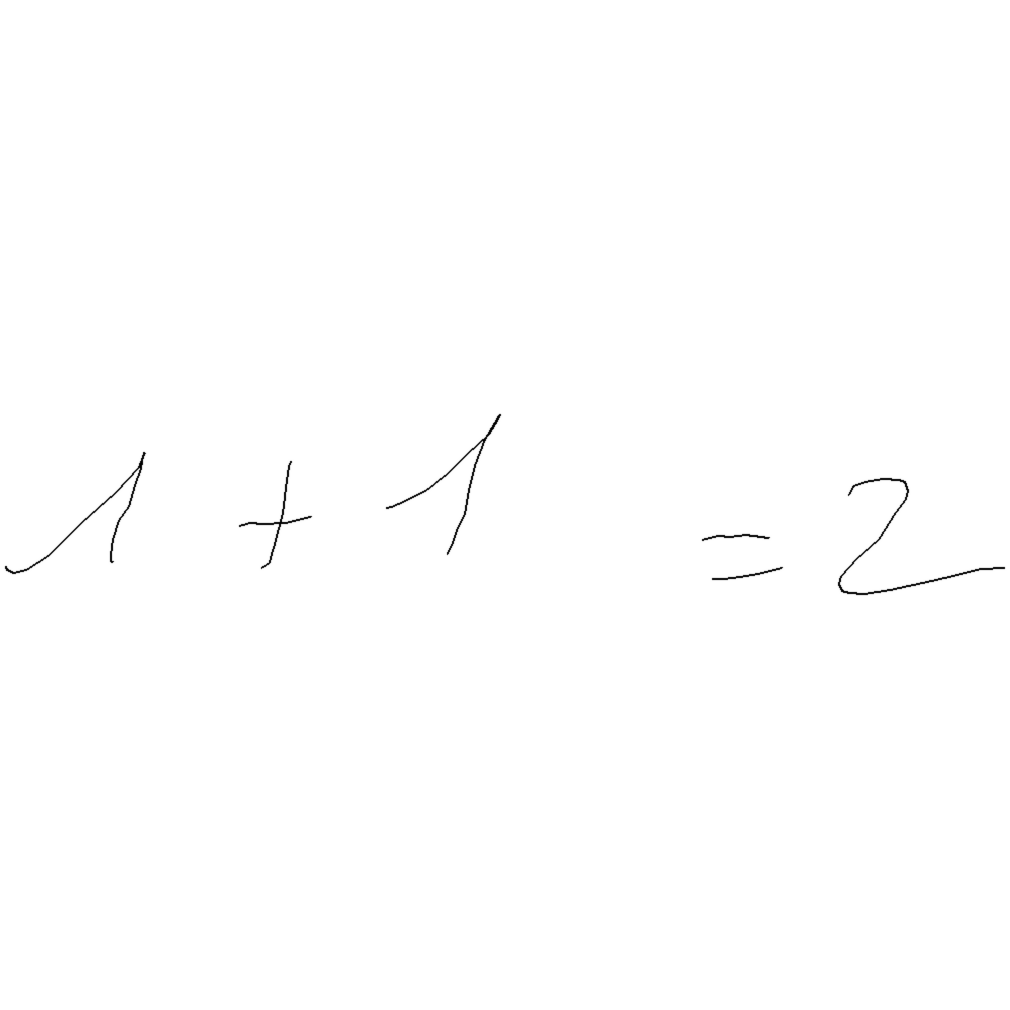 1 + 1 = 2